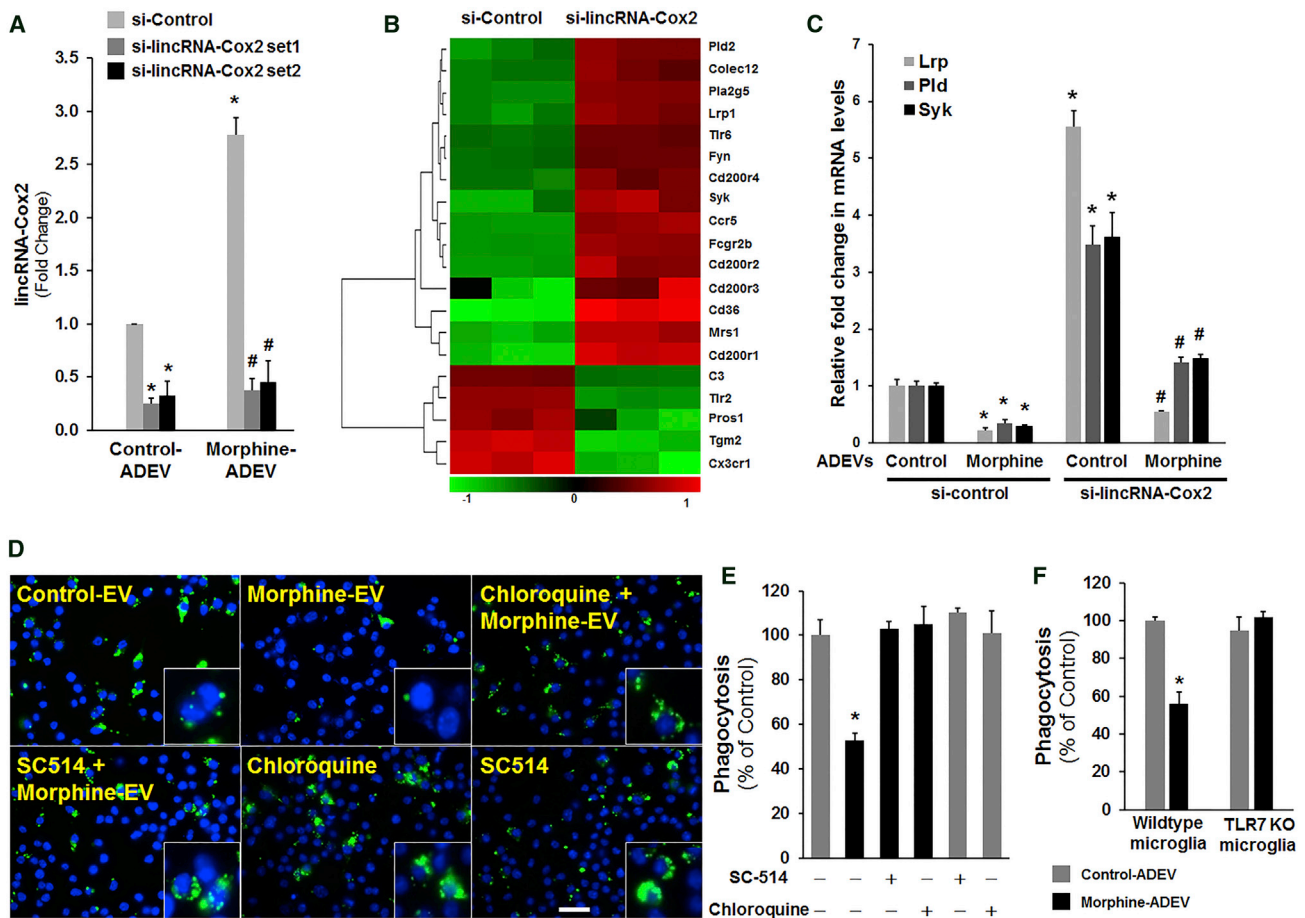 A
si-Control
si-lincRNA-Cox2 set1
si-lincRNA-Cox2 set2
lincRNA-Cox2
(Fold Change)
3.5
3.0
2.5
2.0
1.5
1.0
0.5
0.0
*
*
*
#
#
Control-
ADEV
Morphine-
ADEV
B
si-Control
si-lincRNA-Cox2
Pld2
Colec12
Pla2g5
Lrp1
Tlr6
Fyn
Cd200r4
Syk
Ccr5
Fcgr2b
Cd200r2
Cd200r3
Cd36
Mrs1
Cd200r1
C3
Tlr2
Pros1
Tgm2
Cx3cr1
-1
0
1
C
Relative fold change in mRNA levels
7
6
5
4
3
2
1
0
Lrp
Pld
Syk
*
*
*
*
*
*
#
#
#
ADEVs
Control
Morphine
Control
Morphine
si-control
si-lincRNA-Cox2
D
Control-EV
Morphine-EV
Chloroquine +
Morphine-EV
SC514 +
Morphine-EV
Chloroquine
SC514
E
Phagocytosis
(% of Control)
120
100
80
60
40
20
0
*
SC-514 – – + – + –
Chloroquine – – – + – +
F
Phagocytosis
(% of Control)
120
100
80
60
40
20
0
*
Wildtype
microglia
TLR7 KO
microglia
Control-ADEV
Morphine-ADEV